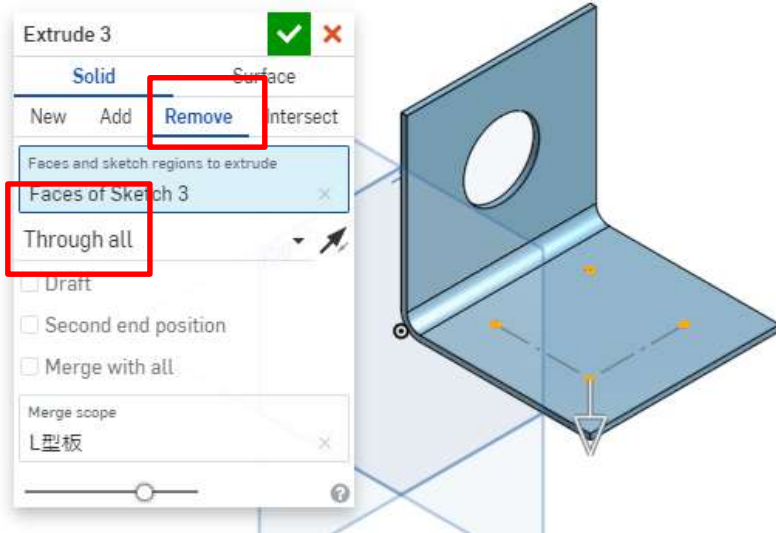 Extrude 3
Solid Surface
New Add Remove Intersect
Faces and sketch regions to extrude
Faces of Sketch 3
Through all
Draft
Second end position
Merge with all
Merge scope
L型板